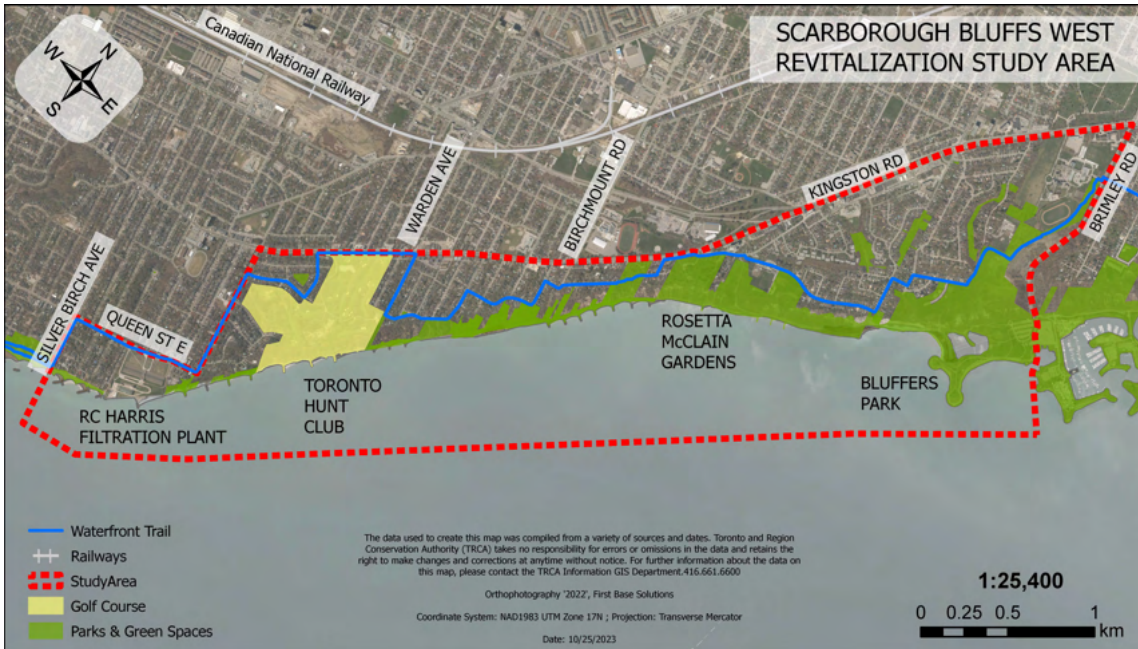 SCARBOROUGH BLUFFS WEST
REVITALIZATION STUDY AREA
N
W
E
S
Canadian National Railway
WARDEN AVE
BIRCHMOUNT RD
KINGSTON RD
BRIMLEY RD
SILVER BIRCH AVE
QUEEN ST E
RC HARRIS
FILTRATION PLANT
TORONTO
HUNT
CLUB
ROSETTA
McCLAIN
GARDENS
BLUFFERS
PARK
Waterfront Trail
Railways
StudyArea
Golf Course
Parks & Green Spaces
The data used to create this map was compiled from a variety of sources and dates. Toronto and Region
Conservation Authority (TRCA) takes no responsibility for errors or omissions in the data and retains the
right to make changes and corrections at anytime without notice. For further information about the data on
this map, please contact the TRCA Information GIS Department.416.661.6600
Orthophotography '2022', First Base Solutions
Coordinate System: NAD1983 UTM Zone 17N ; Projection: Transverse Mercator
Date: 10/25/2023
1:25,400
0 0.25 0.5 1
km